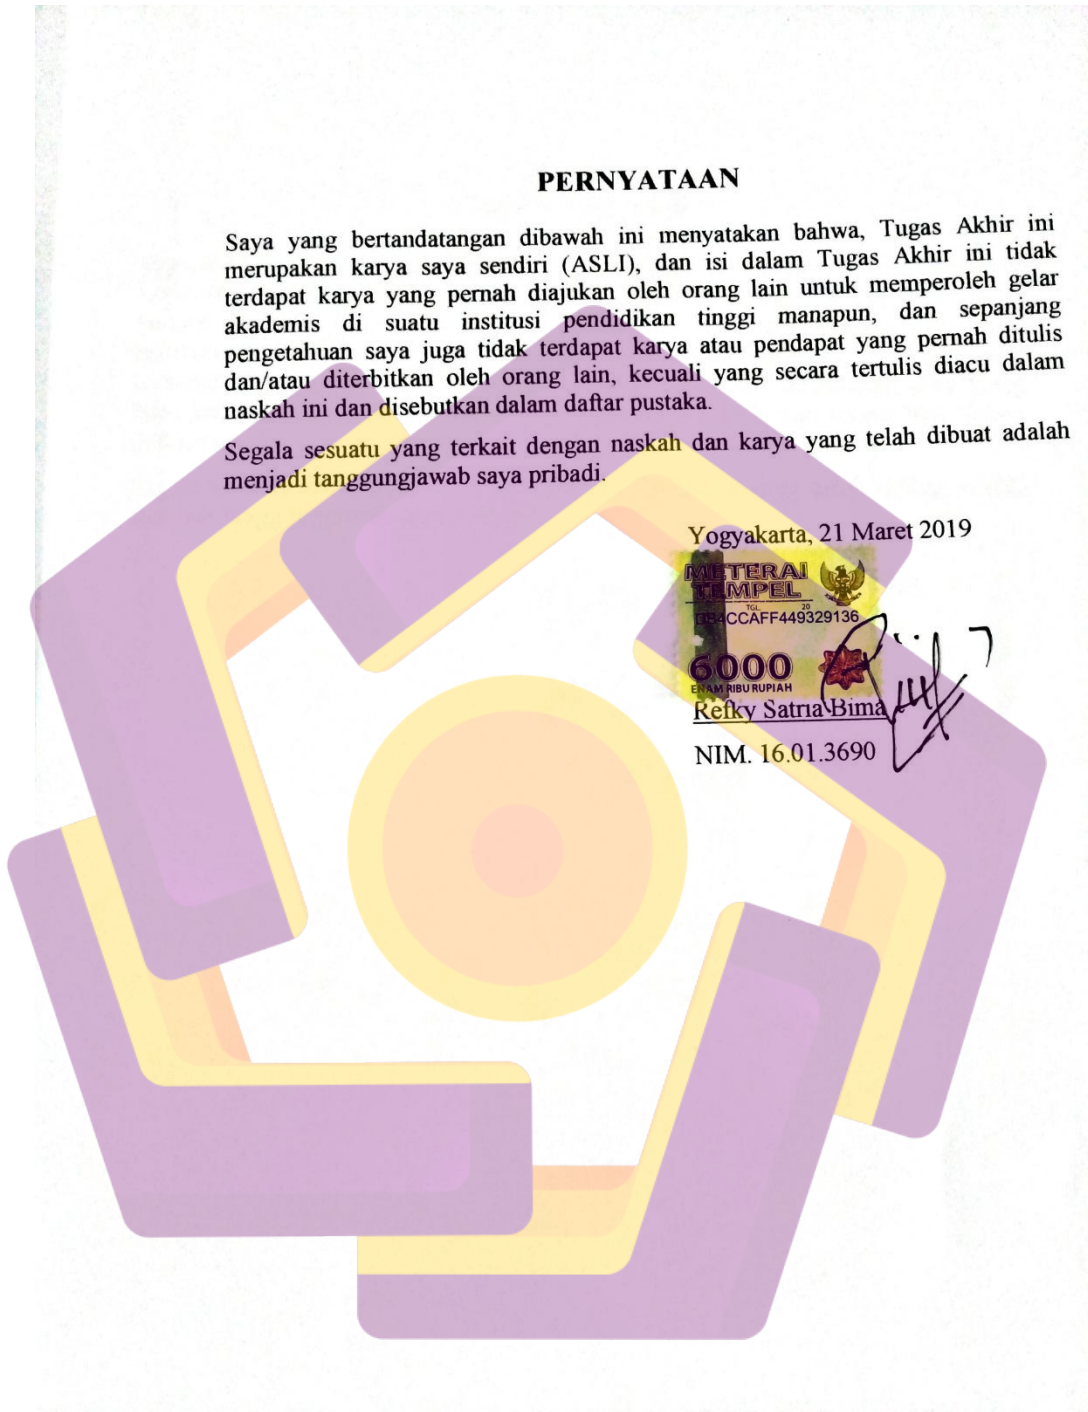 PERNYATAAN
Saya yang bertandatangan dibawah ini menyatakan bahwa, Tugas Akhir ini
merupakan karya saya sendiri (ASLI), dan isi dalam Tugas Akhir ini tidak
terdapat karya yang pernah diajukan oleh orang lain untuk memperoleh gelar
akademis di suatu institusi pendidikan tinggi manapun, dan sepanjang
pengetahuan saya juga tidak terdapat karya atau pendapat yang pernah ditulis
dan/atau diterbitkan oleh orang lain, kecuali yang secara tertulis diacu dalam
naskah ini dan disebutkan dalam daftar pustaka.
Segala sesuatu yang terkait dengan naskah dan karya yang telah dibuat adalah
menjadi tanggungjawab saya pribadi.
Yogyakarta, 21 Maret 2019
METERAI
TEMPEL
TGL. 20
6000
ENAM RIBU RUPIAH
Refky Satria Bima
NIM. 16.01.3690